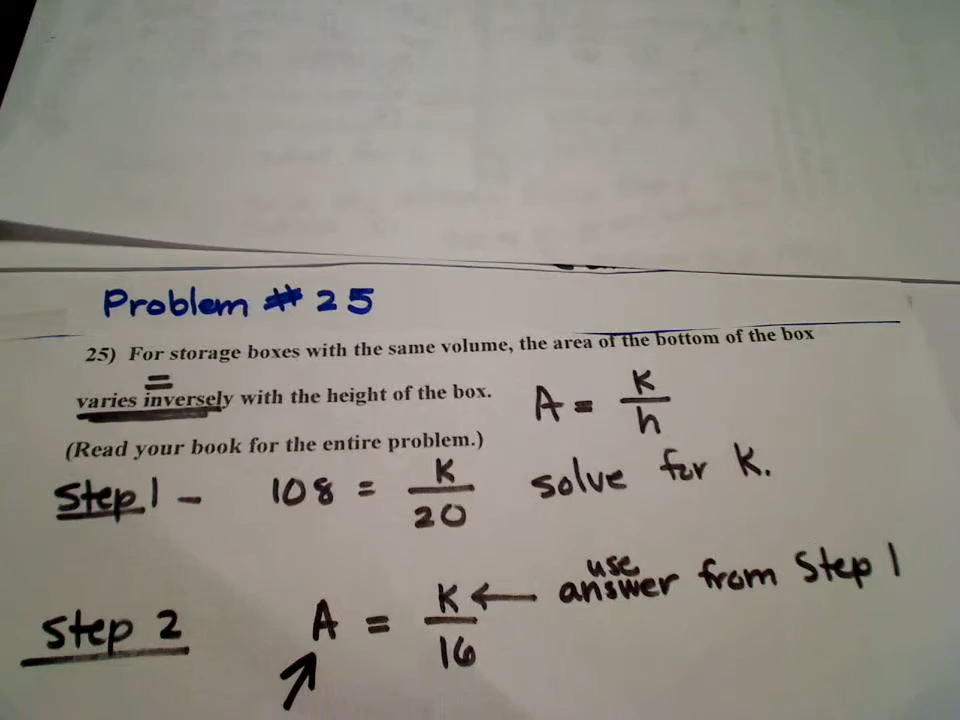 Problem # 25
25) For storage boxes with the same volume, the area of the bottom of the box
=
varies inversely with the height of the box.
A = K/h
(Read your book for the entire problem.)
Step 1 - 108 = K/20 solve for K.
Step 2 A = K/16 ← use answer from Step 1